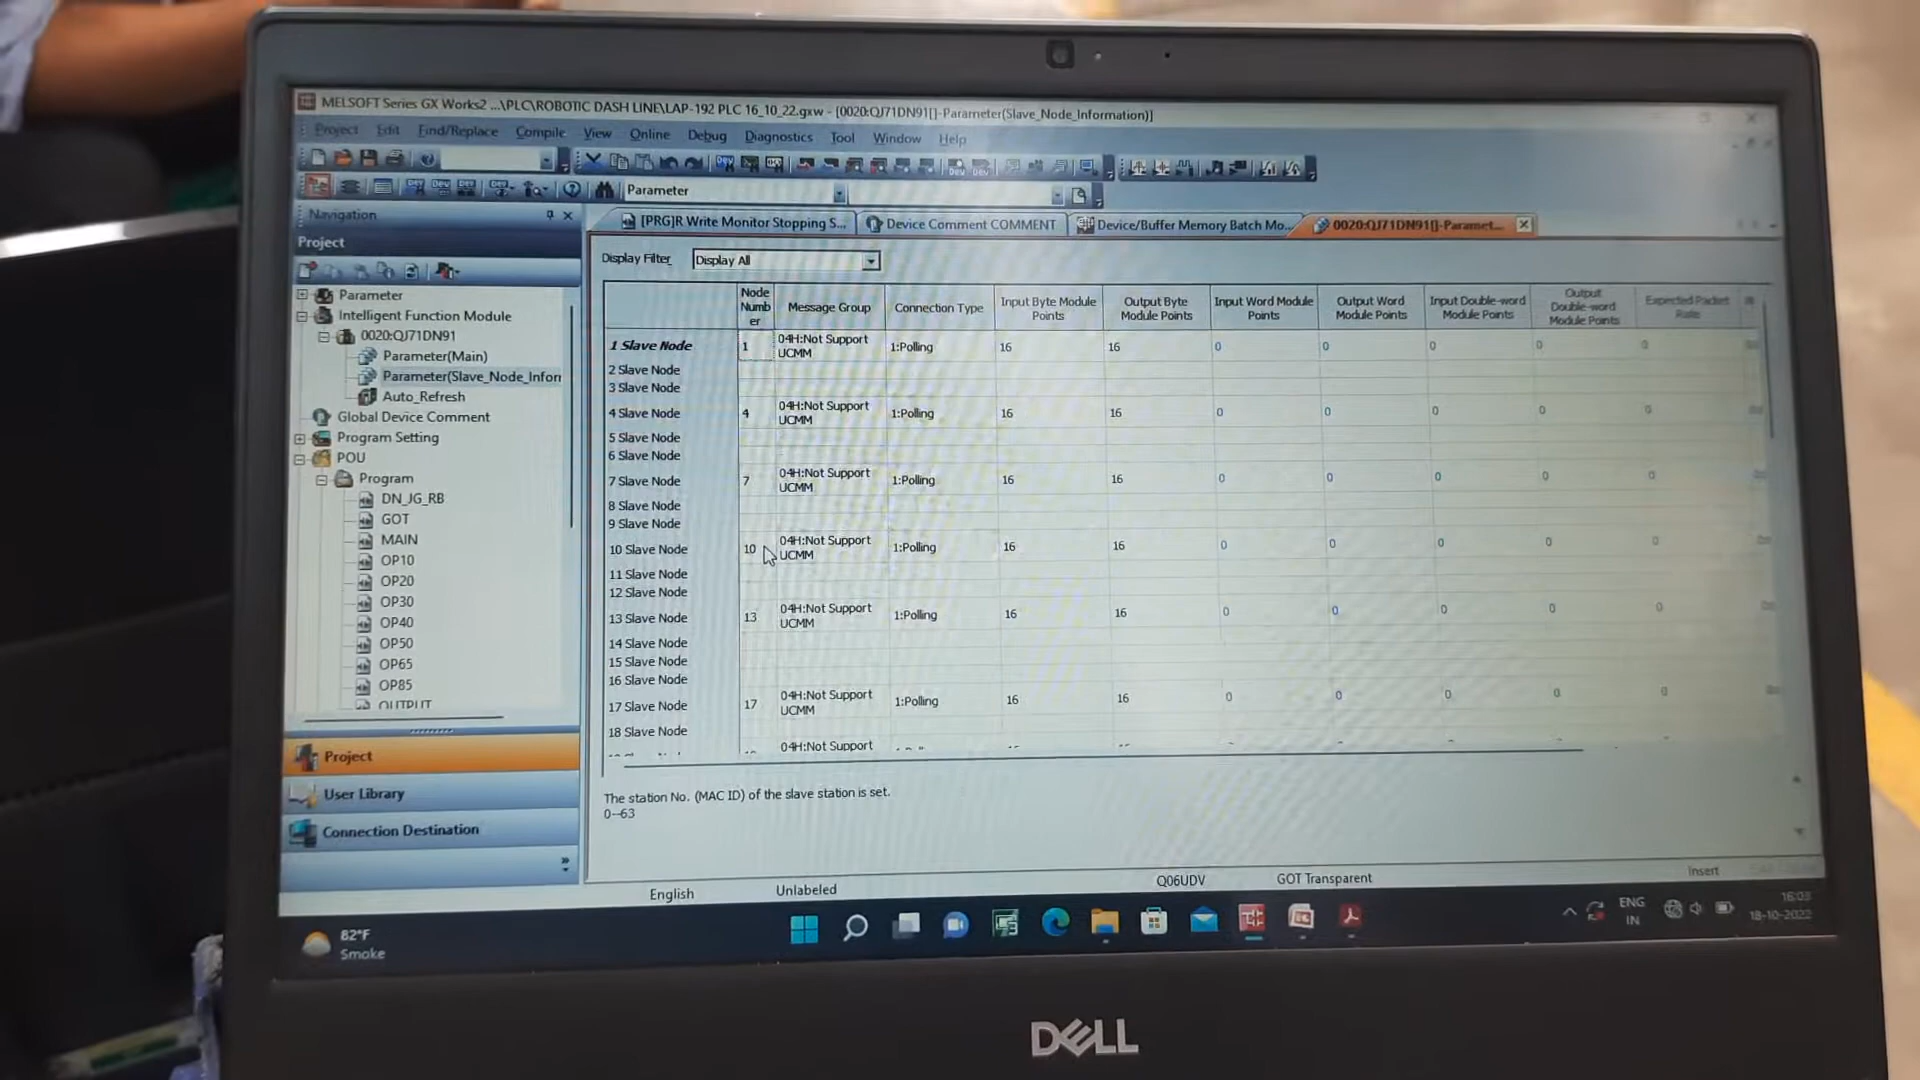 MELSOFT Series GX Works2 ...\PLC\ROBOTIC DASH LINE\LAP-192 PLC 16_10_22.gxw - [0020:QJ71DN91[]-Parameter(Slave_Node_Information)]
Project Edit Find/Replace Compile View Online Debug Diagnostics Tool Window Help
Parameter
Navigation
[PRG]R Write Monitor Stopping S... Device Comment COMMENT Device/Buffer Memory Batch Mo... 0020:QJ71DN91[]-Paramet...
Project
Display Filter Display All
Parameter
Intelligent Function Module
0020:QJ71DN91
Parameter(Main)
Parameter(Slave_Node_Infor
Auto_Refresh
Global Device Comment
Program Setting
POU
Program
DN_JG_RB
GOT
MAIN
OP10
OP20
OP30
OP40
OP50
OP65
OP85
OUTPUT
Project
User Library
Connection Destination
Node Numb er Message Group Connection Type Input Byte Module Points Output Byte Module Points Input Word Module Points Output Word Module Points Input Double-word Module Points Output Double-word Module Points Expected Packet Rate
1 Slave Node 1 04H:Not Support UCMM 1:Polling 16 16 0 0 0 0 0
2 Slave Node
3 Slave Node
4 Slave Node 4 04H:Not Support UCMM 1:Polling 16 16 0 0 0 0 0
5 Slave Node
6 Slave Node
7 Slave Node 7 04H:Not Support UCMM 1:Polling 16 16 0 0 0 0 0
8 Slave Node
9 Slave Node
10 Slave Node 10 04H:Not Support UCMM 1:Polling 16 16 0 0 0 0 0
11 Slave Node
12 Slave Node
13 Slave Node 13 04H:Not Support UCMM 1:Polling 16 16 0 0 0 0 0
14 Slave Node
15 Slave Node
16 Slave Node
17 Slave Node 17 04H:Not Support UCMM 1:Polling 16 16 0 0 0 0 0
18 Slave Node
04H:Not Support
The station No. (MAC ID) of the slave station is set.
0--63
English Unlabeled Q06UDV GOT Transparent Insert
82°F
Smoke
ENG
IN
16:03
18-10-2022
DELL